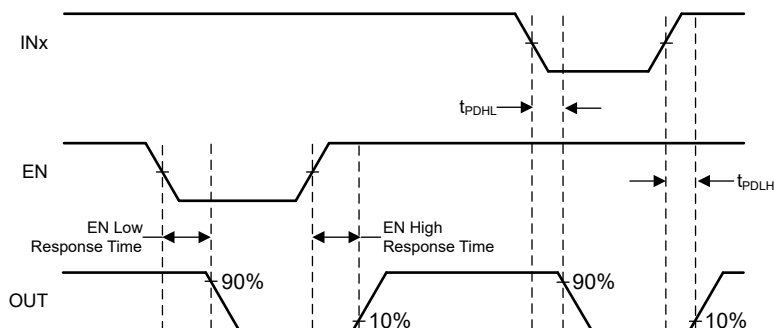 INx
tPDHL
EN
tPDLH
EN Low
Response Time
EN High
Response Time
OUT
90%
10%
90%
10%